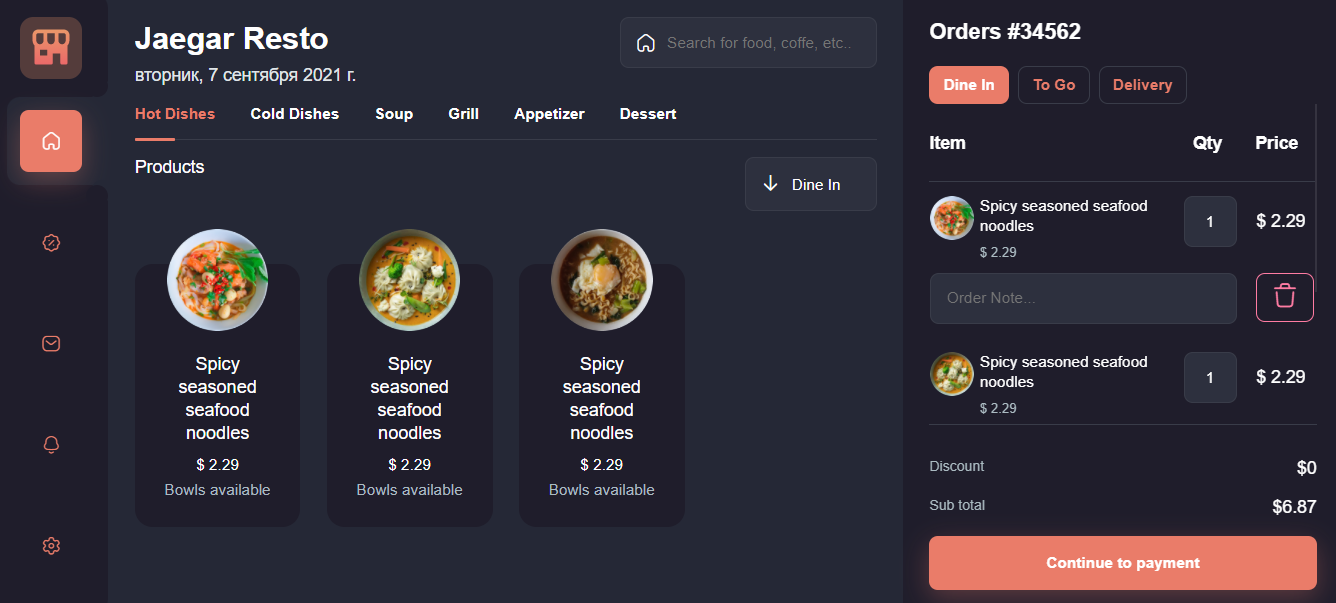 Jaegar Resto
вторник, 7 сентября 2021 г.
Search for food, coffe, etc..
Hot Dishes Cold Dishes Soup Grill Appetizer Dessert
Products
Dine In
Spicy
seasoned
seafood
noodles
$ 2.29
Bowls available
Spicy
seasoned
seafood
noodles
$ 2.29
Bowls available
Spicy
seasoned
seafood
noodles
$ 2.29
Bowls available
Orders #34562
Dine In To Go Delivery
Item Qty Price
Spicy seasoned seafood
noodles
$ 2.29
1
$ 2.29
Order Note...
Spicy seasoned seafood
noodles
$ 2.29
1
$ 2.29
Discount $0
Sub total $6.87
Continue to payment